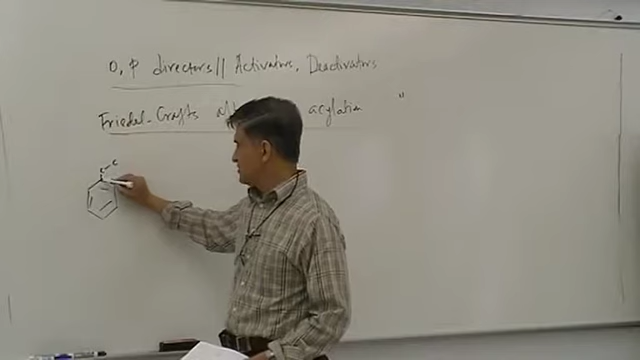 O, P directors // Activators, Deactivators
Friedel-Crafts acylation "
C - C